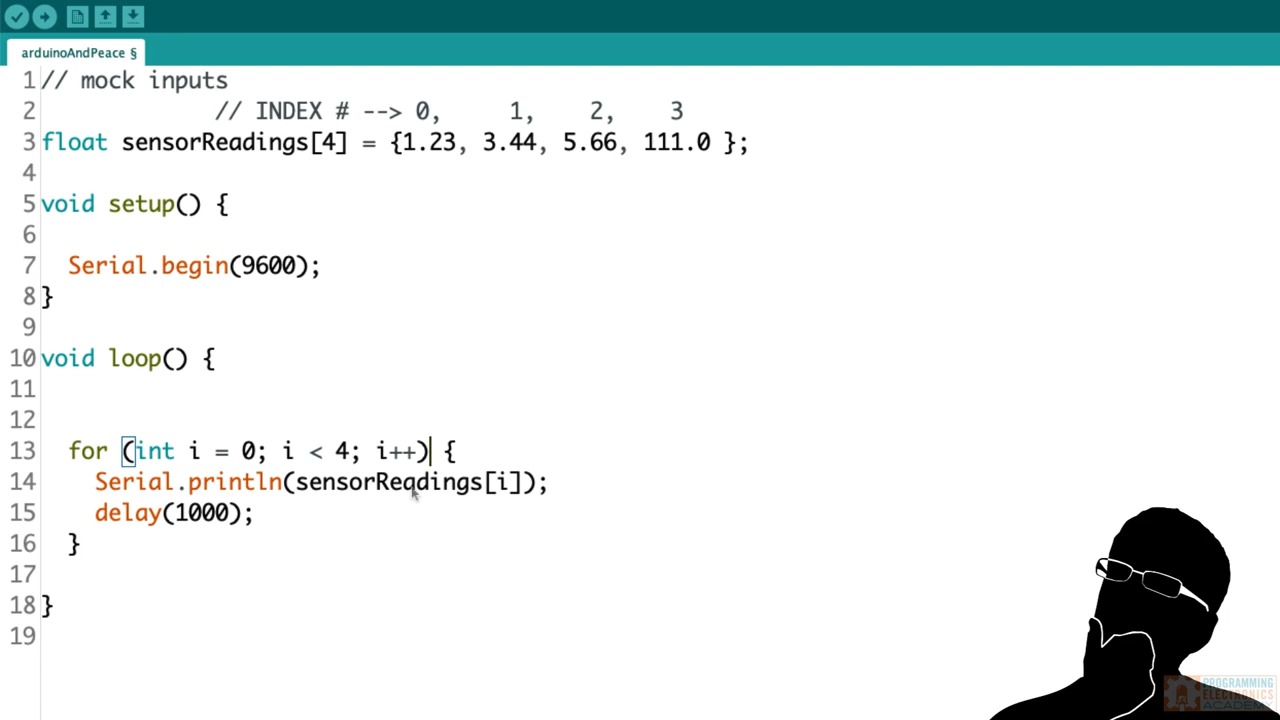 arduinoAndPeace §
1 // mock inputs
2 // INDEX # --> 0, 1, 2, 3
3 float sensorReadings[4] = {1.23, 3.44, 5.66, 111.0 };
4
5 void setup() {
6
7 Serial.begin(9600);
8 }
9
10 void loop() {
11
12
13 for (int i = 0; i < 4; i++) {
14 Serial.println(sensorReadings[i]);
15 delay(1000);
16 }
17
18 }
19
PROGRAMMING
ELECTRONICS
ACADEMY